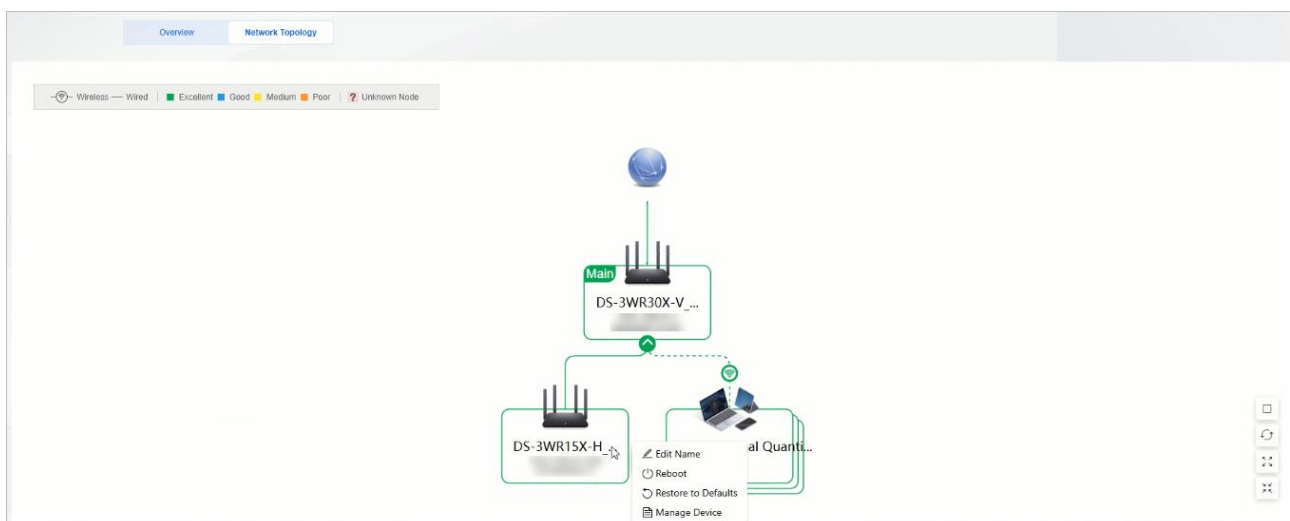 Overview Network Topology
Wireless Wired Excellent Good Medium Poor ? Unknown Node
Main
DS-3WR30X-V_...
DS-3WR15X-H_
al Quanti...
Edit Name
Reboot
Restore to Defaults
Manage Device